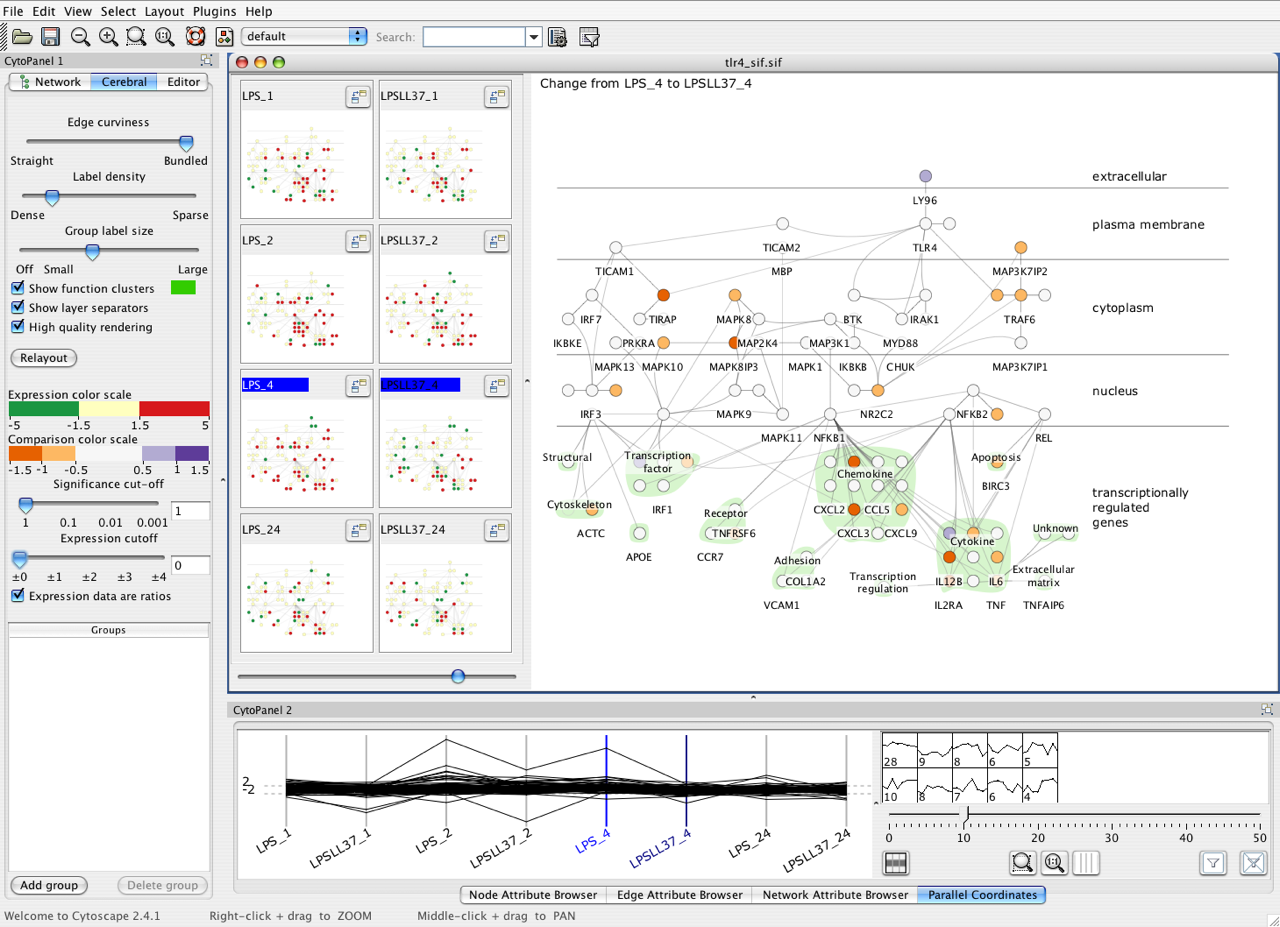 File Edit View Select Layout Plugins Help
default Search:
CytoPanel 1
tlr4_sif.sif
Network Cerebral Editor
Edge curviness
Straight Bundled
Label density
Dense Sparse
Group label size
Off Small Large
Show function clusters
Show layer separators
High quality rendering
Relayout
Expression color scale
-5 -1.5 1.5 5
Comparison color scale
-1.5 -1 -0.5 0.5 1 1.5
Significance cut-off
1
1 0.1 0.01 0.001
Expression cutoff
0
±0 ±1 ±2 ±3 ±4
Expression data are ratios
Groups
Add group Delete group
LPS_1 LPSLL37_1
LPS_2 LPSLL37_2
LPS_4 LPSLL37_4
LPS_24 LPSLL37_24
Change from LPS_4 to LPSLL37_4
extracellular
LY96
plasma membrane
TICAM2 TLR4
TICAM1 MBP MAP3K7IP2
cytoplasm
IRF7 TIRAP MAPK8 BTK IRAK1 TRAF6
IKBKE PRKRA MAP2K4 MAP3K1 MYD88
MAPK13 MAPK10 MAPK8IP3 MAPK1 IKBKB CHUK MAP3K7IP1
nucleus
IRF3 MAPK9 NR2C2 NFKB2
MAPK11 NFKB1 REL
Structural Transcription factor Chemokine Apoptosis
BIRC3
transcriptionally
regulated
genes
Cytoskeleton IRF1 Receptor CXCL2 CCL5
ACTC TNFRSF6 CXCL3 CXCL9 Cytokine Unknown
APOE CCR7 Adhesion
COL1A2 Transcription regulation IL12B IL6 Extracellular matrix
VCAM1 IL2RA TNF TNFAIP6
CytoPanel 2
2
-2
LPS_1 LPSLL37_1 LPS_2 LPSLL37_2 LPS_4 LPSLL37_4 LPS_24 LPSLL37_24
28 9 8 6 5
10 8 7 6 4
0 10 20 30 40 50
Node Attribute Browser Edge Attribute Browser Network Attribute Browser Parallel Coordinates
Welcome to Cytoscape 2.4.1 Right-click + drag to ZOOM Middle-click + drag to PAN